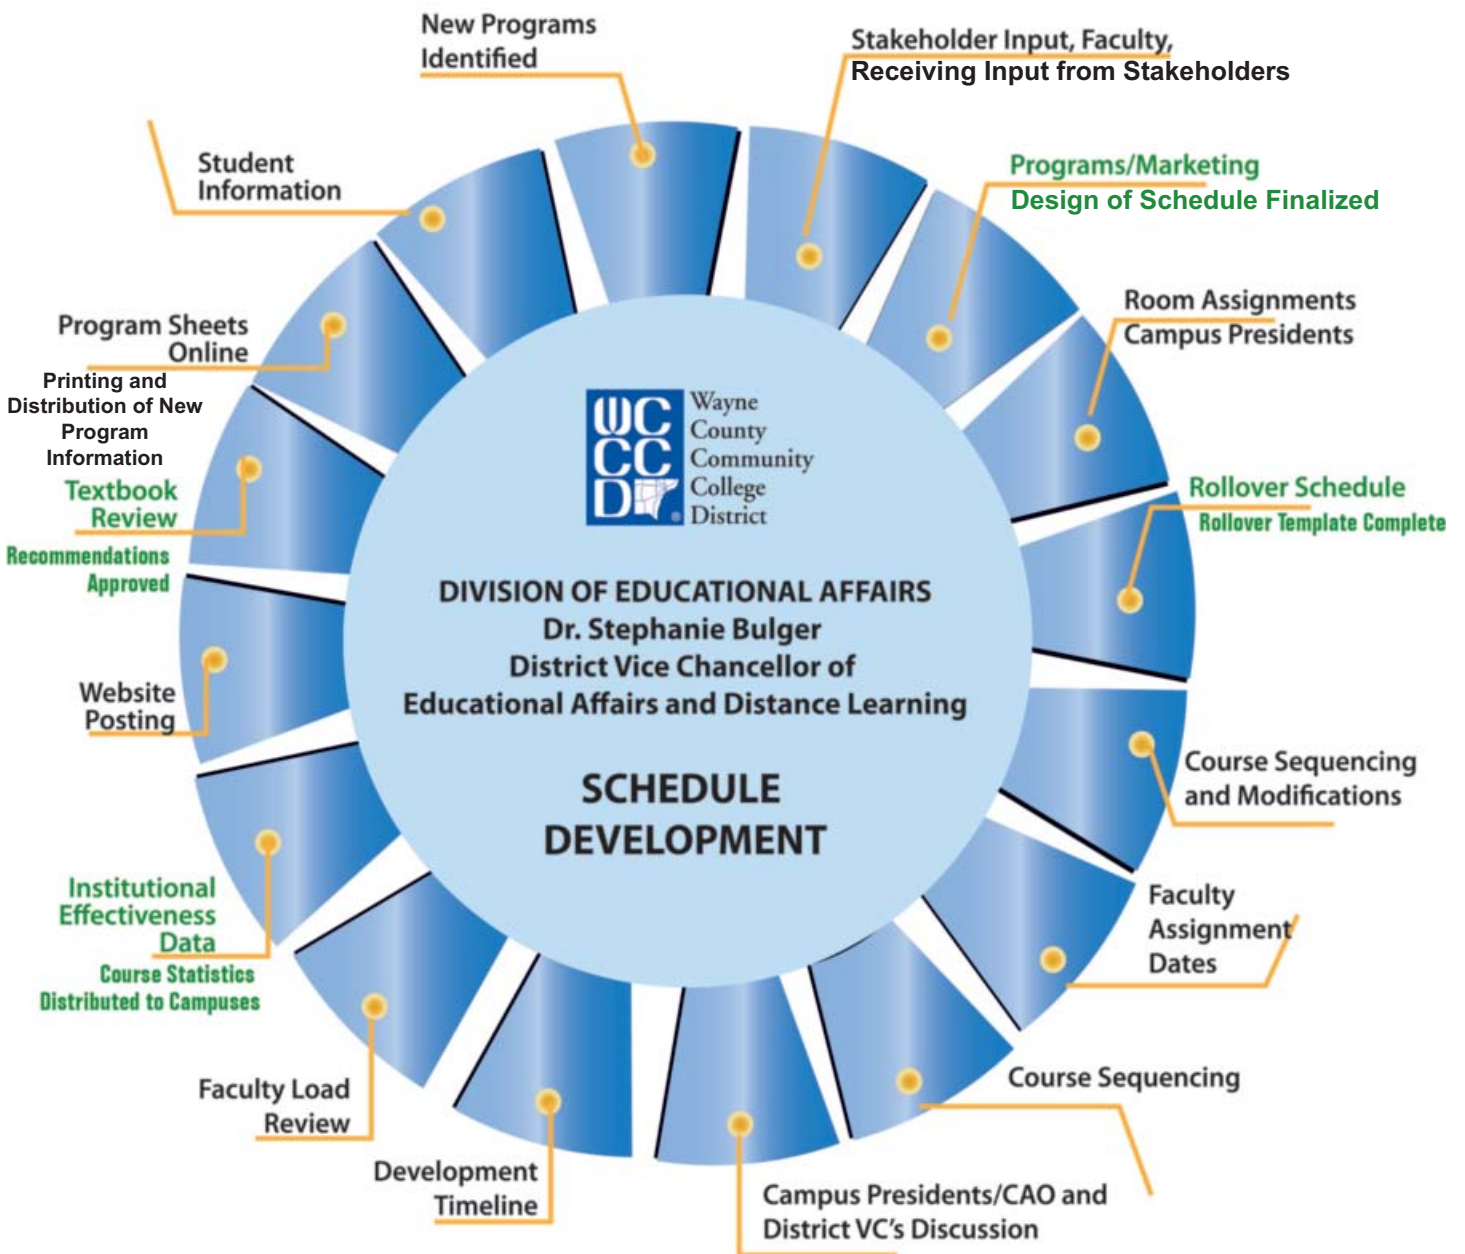 New Programs
Identified
Stakeholder Input, Faculty,
Receiving Input from Stakeholders
Programs/Marketing
Design of Schedule Finalized
Room Assignments
Campus Presidents
Rollover Schedule
Rollover Template Complete
Course Sequencing
and Modifications
Faculty
Assignment
Dates
Course Sequencing
Campus Presidents/CAO and
District VC's Discussion
Development
Timeline
Faculty Load
Review
Institutional
Effectiveness
Data
Course Statistics
Distributed to Campuses
Website
Posting
Textbook
Review
Recommendations
Approved
Program Sheets
Online
Printing and
Distribution of New
Program
Information
Student
Information
WC
CC
D
®
Wayne
County
Community
College
District
DIVISION OF EDUCATIONAL AFFAIRS
Dr. Stephanie Bulger
District Vice Chancellor of
Educational Affairs and Distance Learning
SCHEDULE
DEVELOPMENT